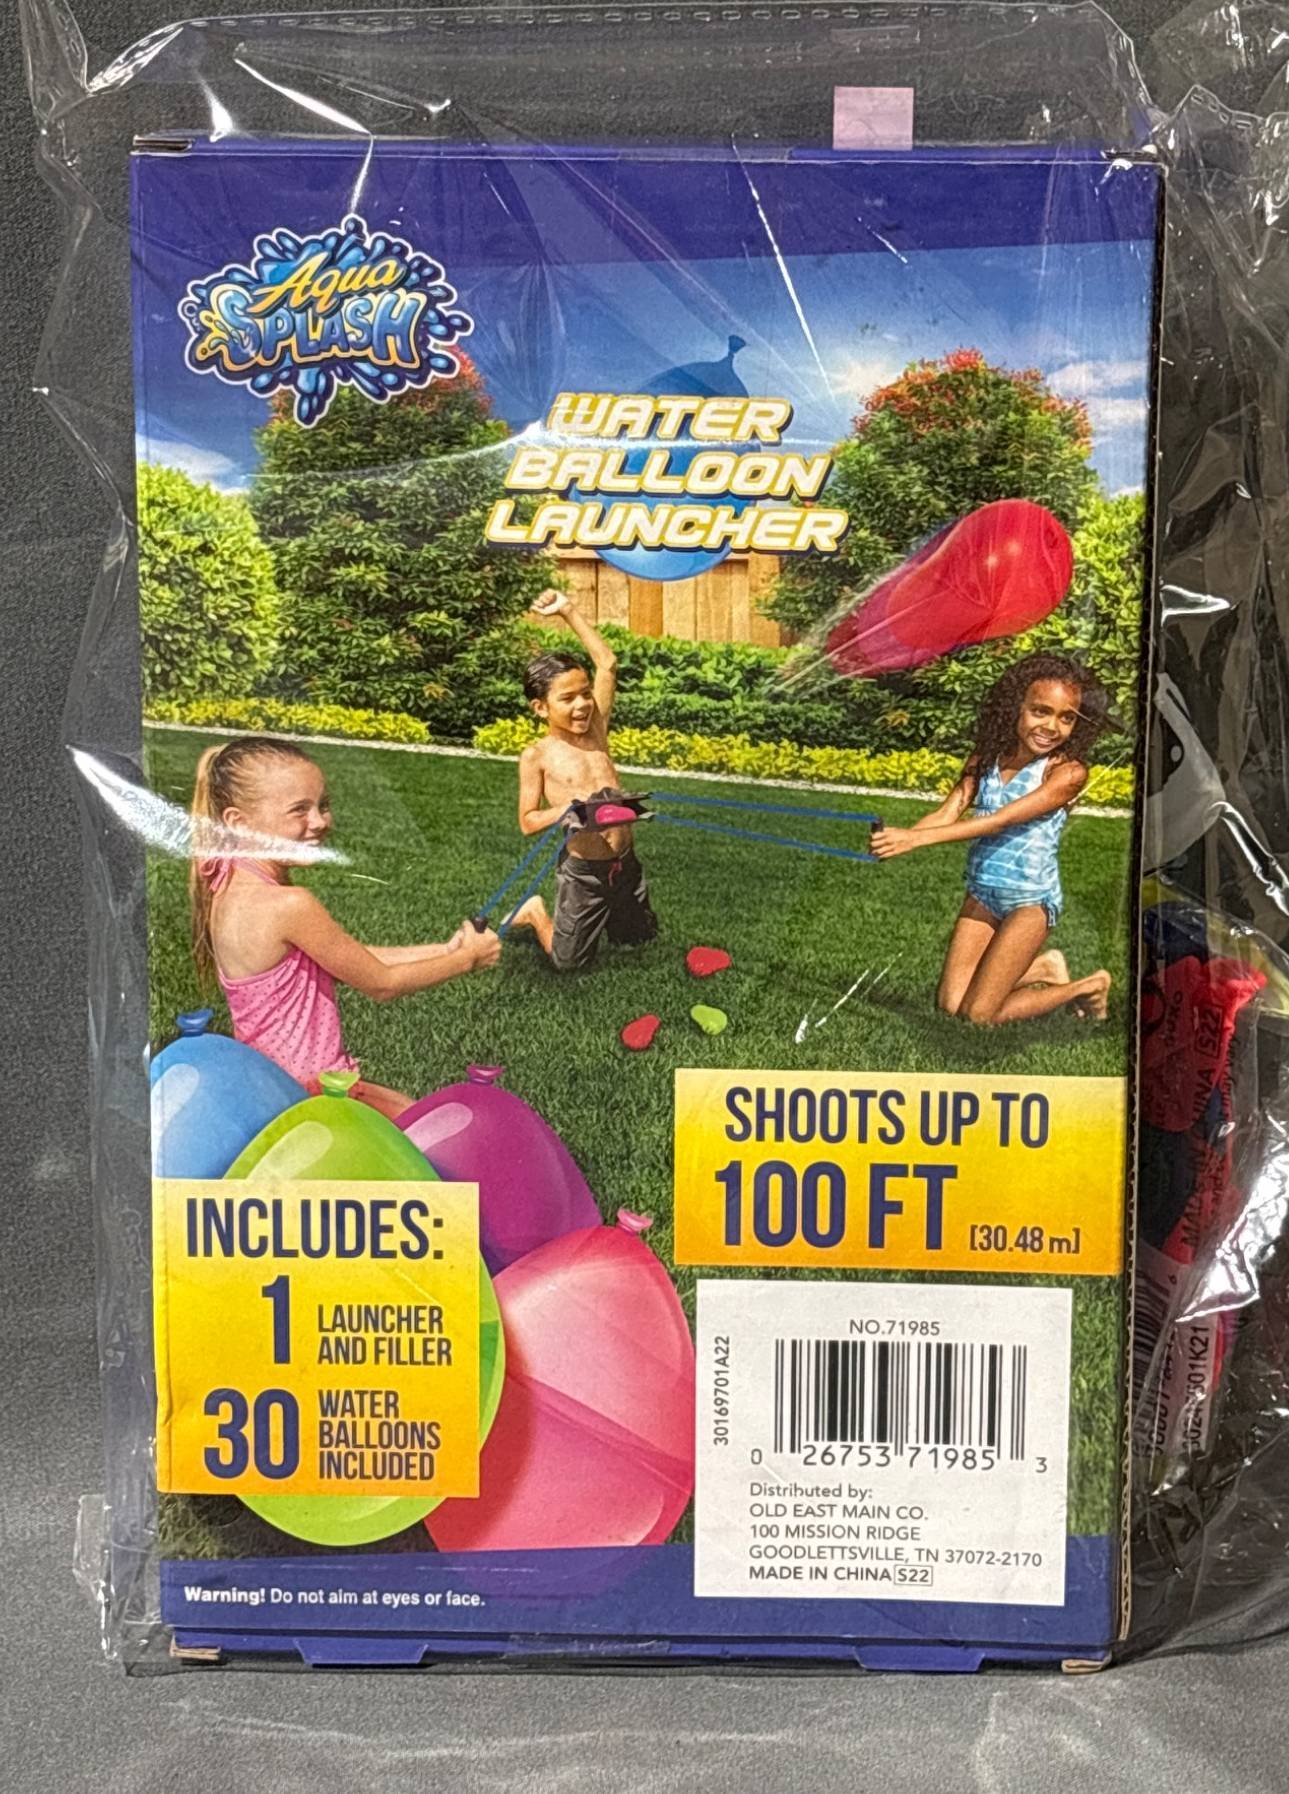 Aqua
SPLASH
WATER
BALLOON
LAUNCHER
SHOOTS UP TO
100 FT [30.48 m]
INCLUDES:
1 LAUNCHER
AND FILLER
30 WATER
BALLOONS
INCLUDED
Warning! Do not aim at eyes or face.
30169701A22
NO.71985
0 26753 71985 3
Distributed by:
OLD EAST MAIN CO.
100 MISSION RIDGE
GOODLETTSVILLE, TN 37072-2170
MADE IN CHINA S22